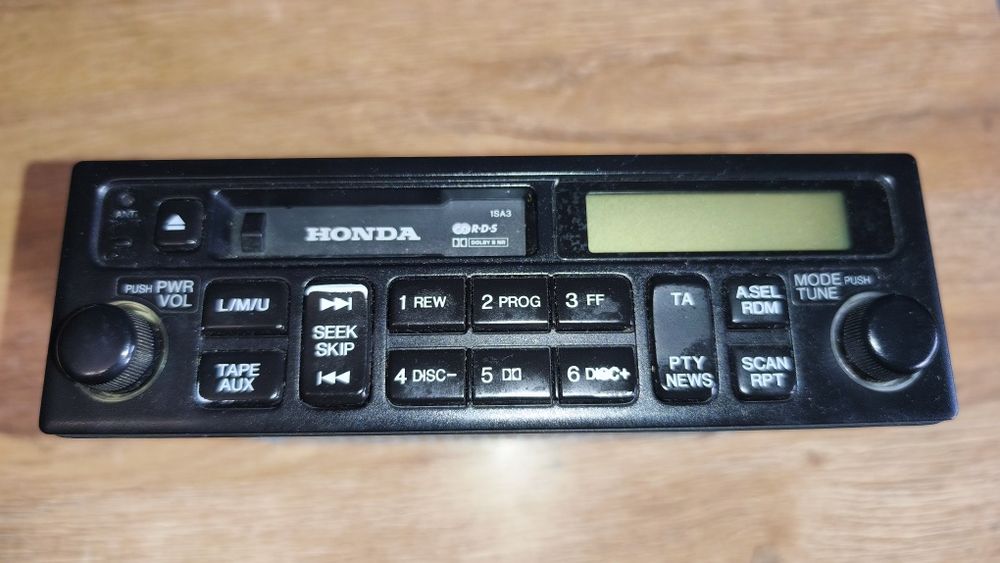 ANT
1SA3
HONDA
R·D·S
DOLBY B NR
PUSH PWR
VOL
L/M/U
TAPE
AUX
SEEK
SKIP
1 REW
2 PROG
3 FF
4 DISC−
5
6 DISC+
TA
PTY
NEWS
A.SEL
RDM
SCAN
RPT
MODE PUSH
TUNE